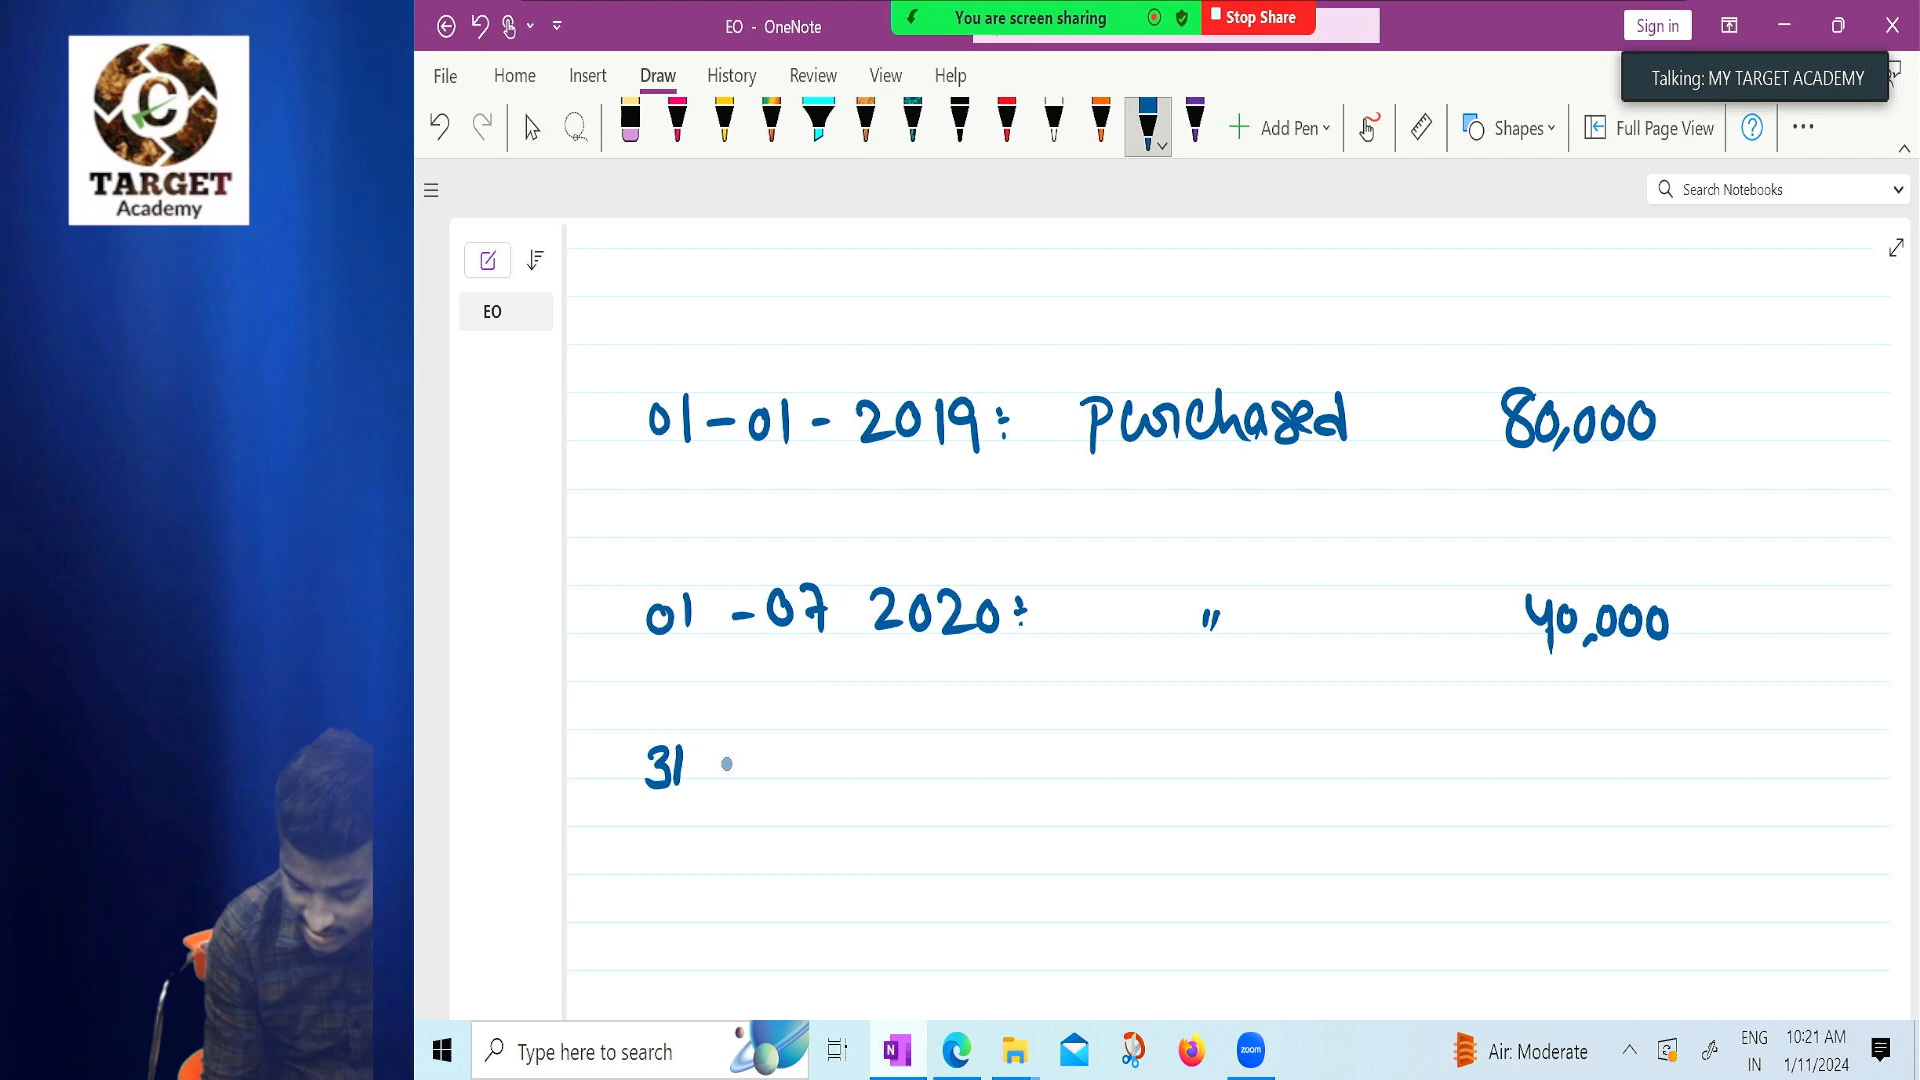 TARGET
Academy
EO - OneNote
You are screen sharing
Stop Share
Sign in
Talking: MY TARGET ACADEMY
File Home Insert Draw History Review View Help
Add Pen Shapes Full Page View
Search Notebooks
EO
01-01-2019: Purchased 80,000
01-07 2020: " 40,000
31
Type here to search
N
zoom
Air: Moderate
ENG
IN
10:21 AM
1/11/2024